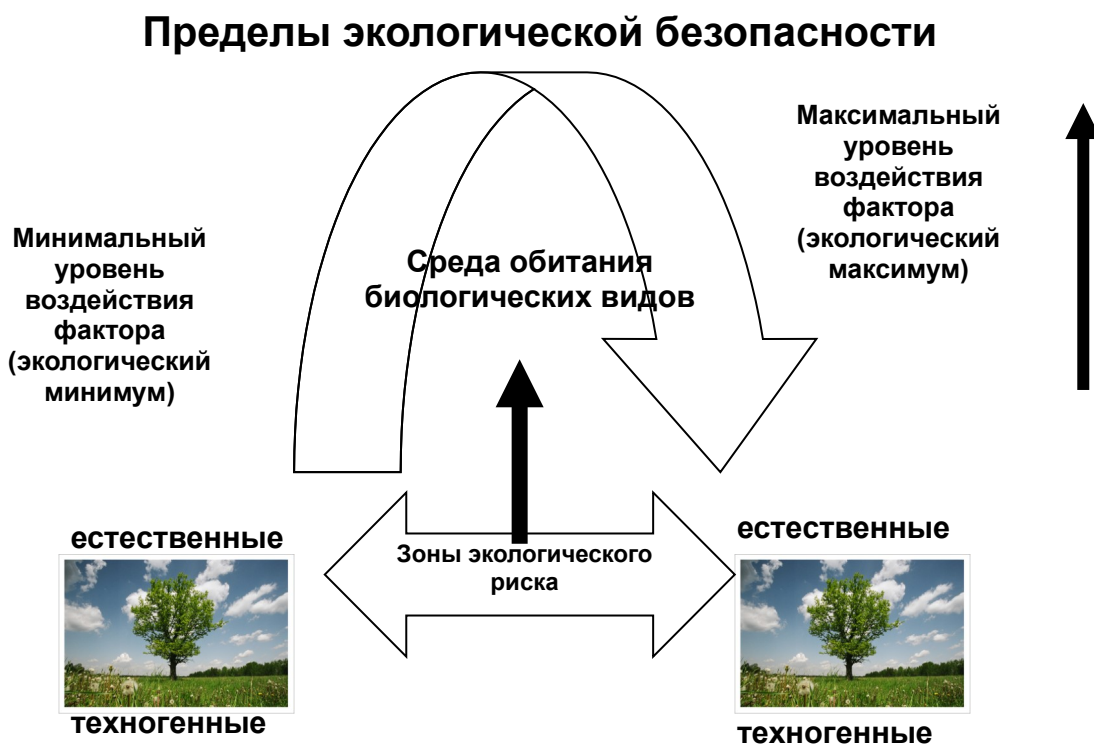 Пределы экологической безопасности
Максимальный
уровень
воздействия
фактора
(экологический
максимум)
Минимальный
уровень
воздействия
фактора
(экологический
минимум)
Среда обитания
биологических видов
естественные
естественные
Зоны экологического
риска
техногенные
техногенные